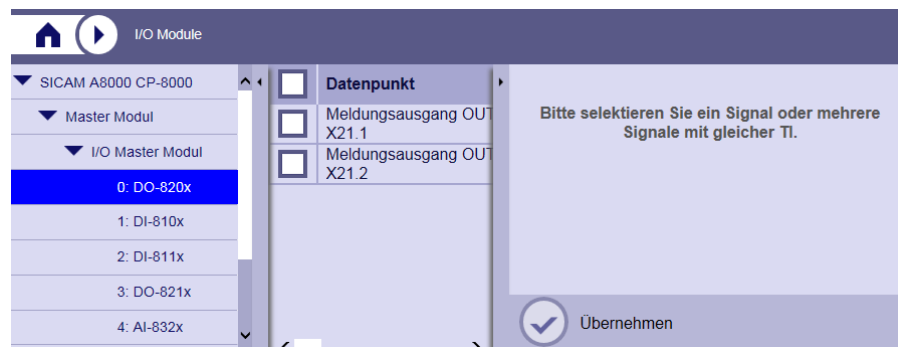 I/O Module
SICAM A8000 CP-8000
Master Modul
I/O Master Modul
0: DO-820x
1: DI-810x
2: DI-811x
3: DO-821x
4: AI-832x
Datenpunkt
Meldungsausgang OUT
X21.1
Meldungsausgang OUT
X21.2
Bitte selektieren Sie ein Signal oder mehrere
Signale mit gleicher TI.
Übernehmen